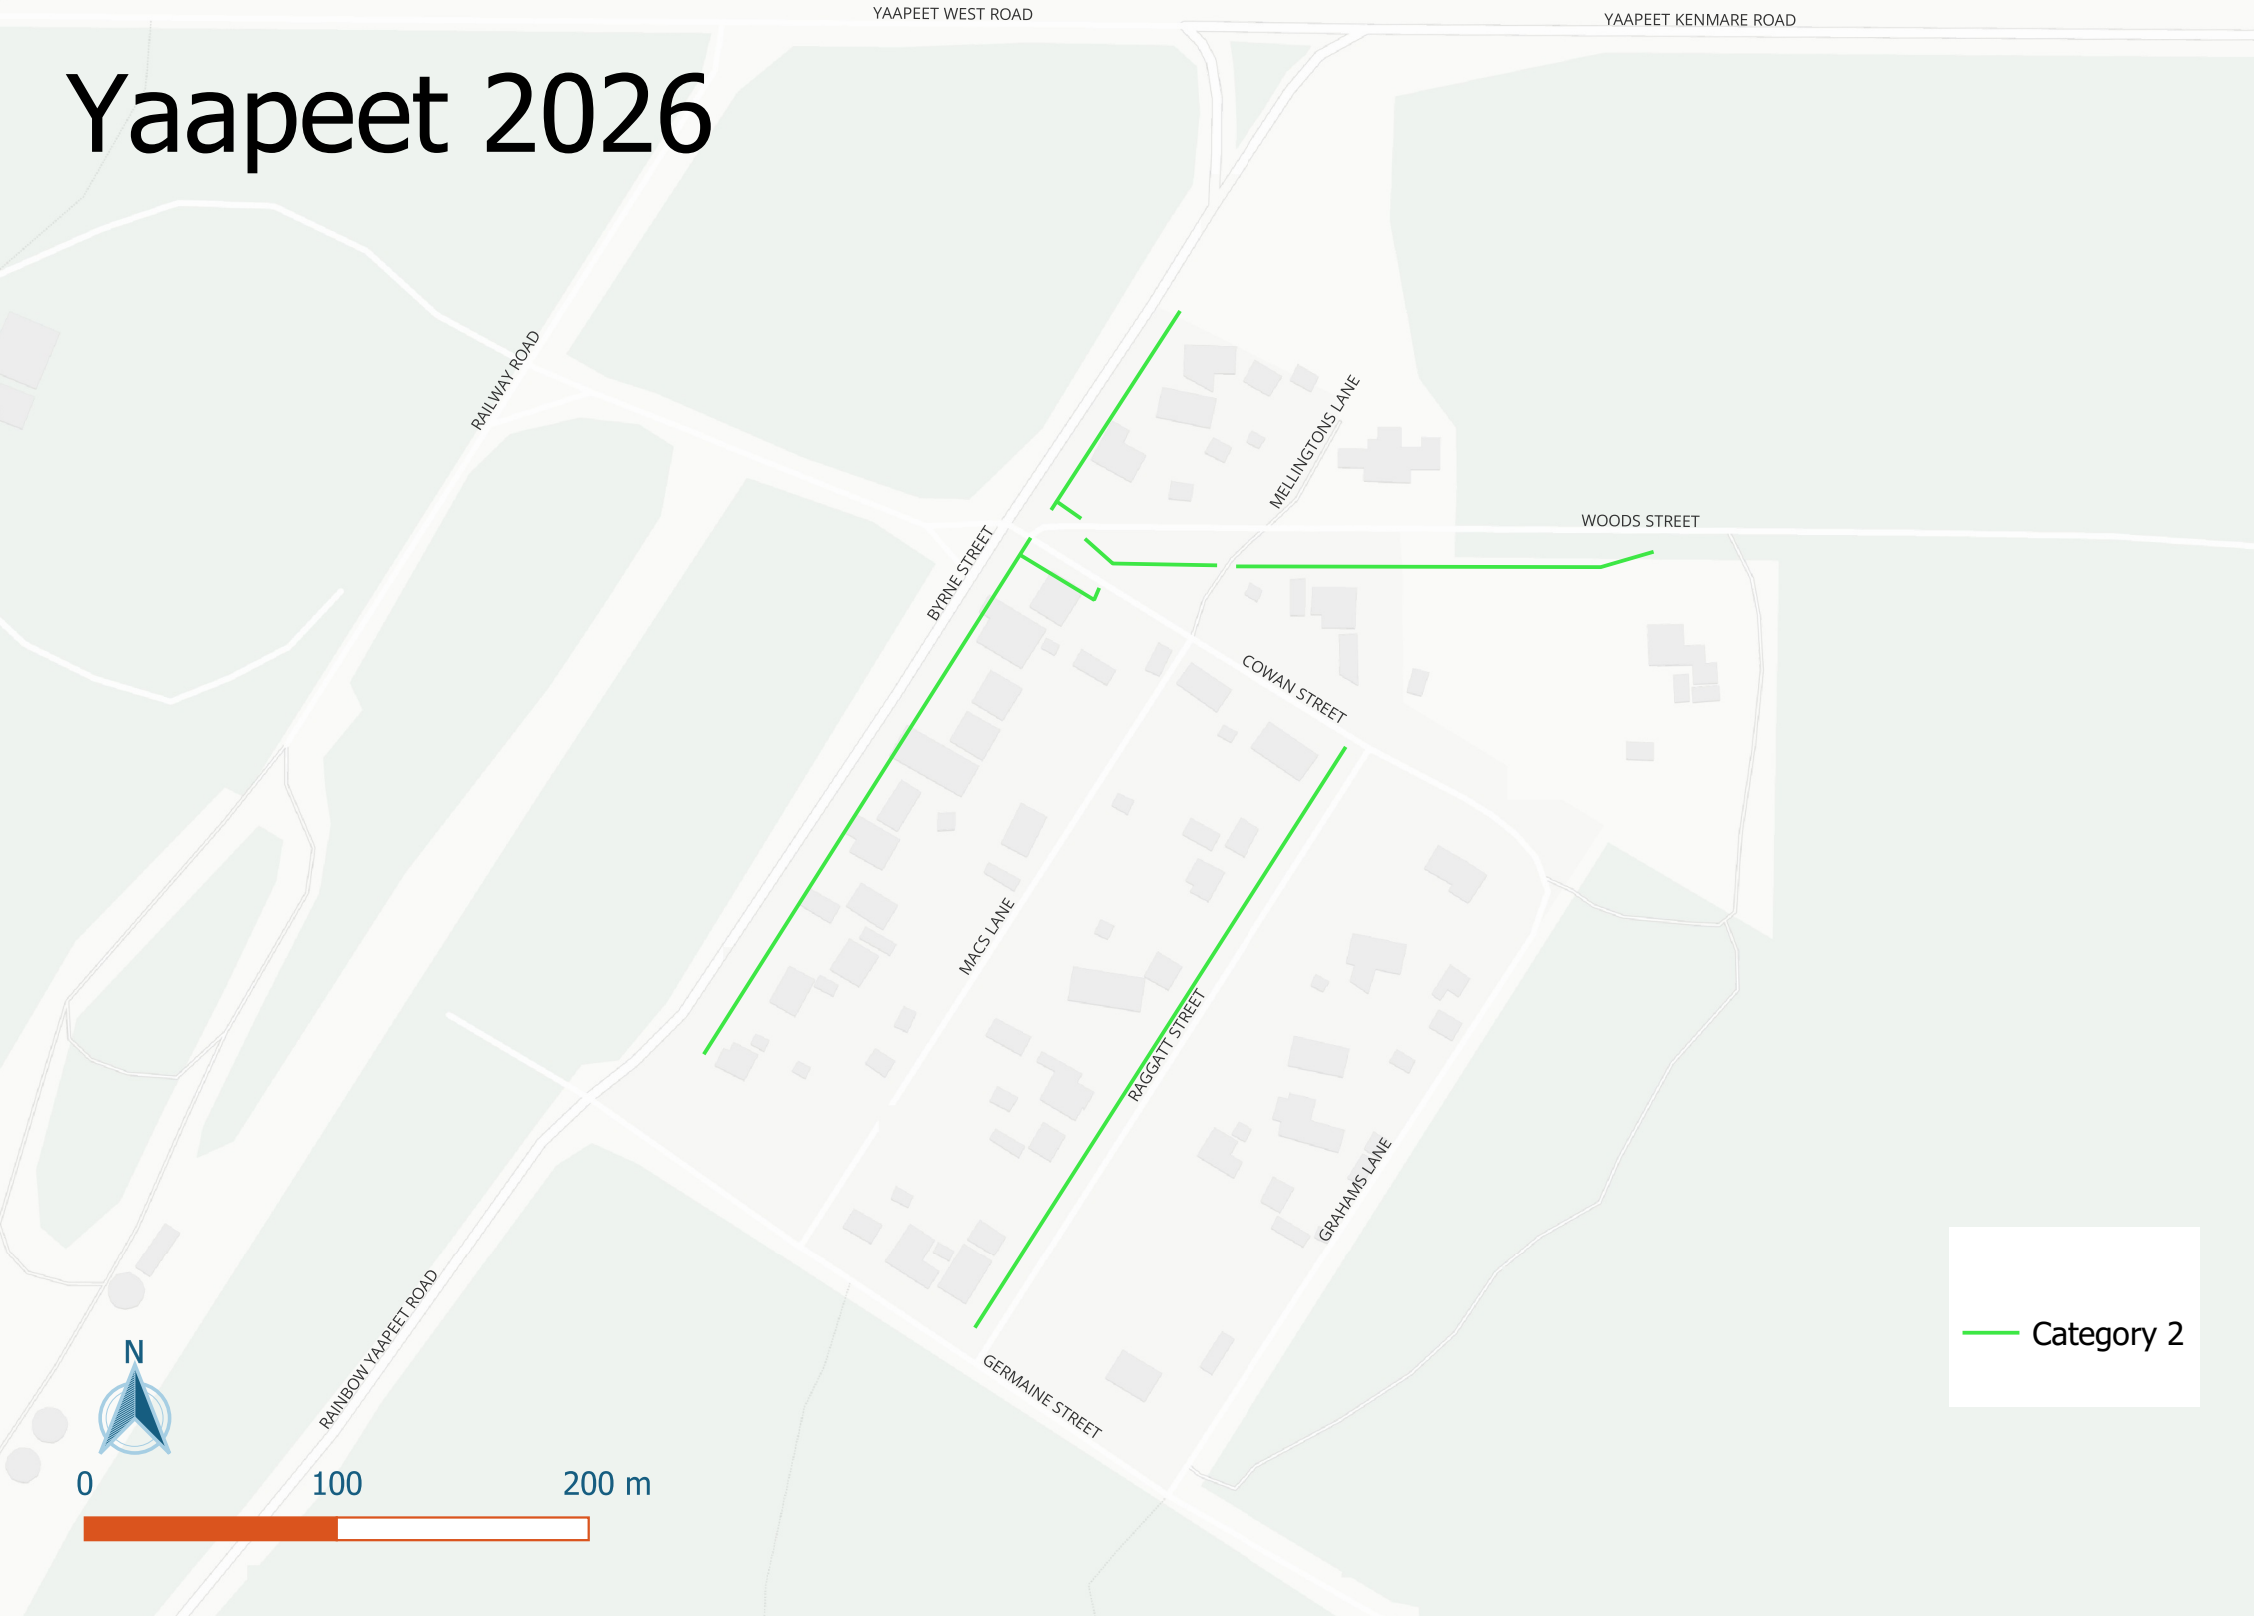 YAAPEET WEST ROAD
YAAPEET KENMARE ROAD
Yaapeet 2026
RAILWAY ROAD
MELLINGTONS LANE
WOODS STREET
BYRNE STREET
COWAN STREET
MACS LANE
RAGGATT STREET
GRAHAMS LANE
RAINBOW YAAPEET ROAD
GERMAINE STREET
Category 2
N
0 100 200 m